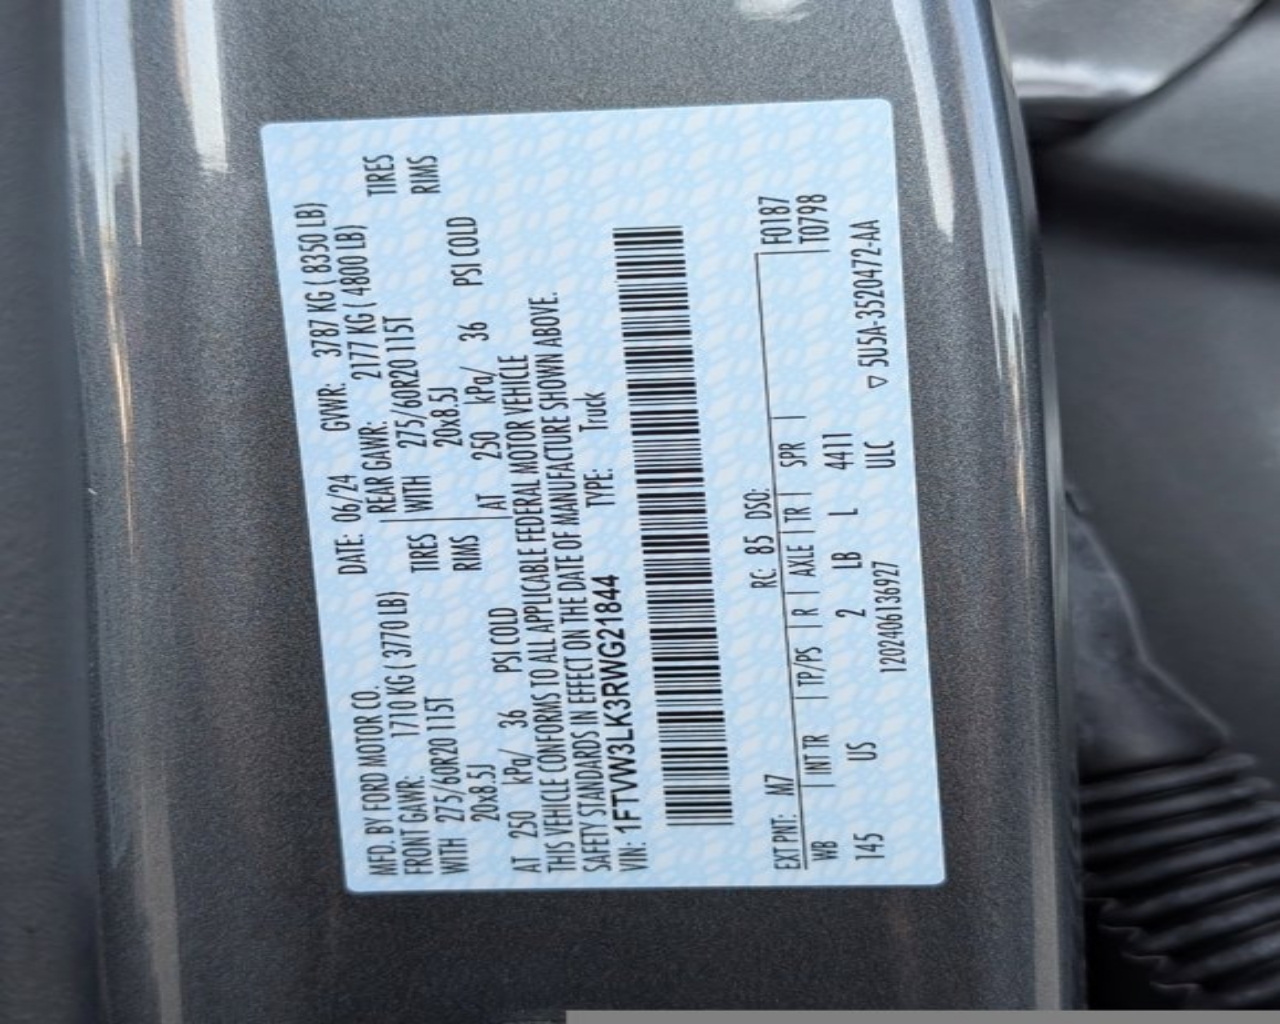 MFD. BY FORD MOTOR CO. DATE: 06/24 GVWR: 3787 KG ( 8350 LB)
FRONT GAWR: 1710 KG ( 3770 LB) REAR GAWR: 2177 KG ( 4800 LB)
WITH 275/60R20 115T TIRES WITH 275/60R20 115T TIRES
20x8.5J RIMS 20x8.5J RIMS
AT 250 kPa/ 36 PSI COLD AT 250 kPa/ 36 PSI COLD
THIS VEHICLE CONFORMS TO ALL APPLICABLE FEDERAL MOTOR VEHICLE
SAFETY STANDARDS IN EFFECT ON THE DATE OF MANUFACTURE SHOWN ABOVE.
VIN: 1FTVW3LK3RWG21844 TYPE: Truck
EXT PNT: M7 RC: 85 DSO: F0187
WB | INT TR | TP/PS | R | AXLE | TR | SPR | T0798
145 US 2 LB L 4411
1202406136927 ULC ▽ 5U5A-3520472-AA